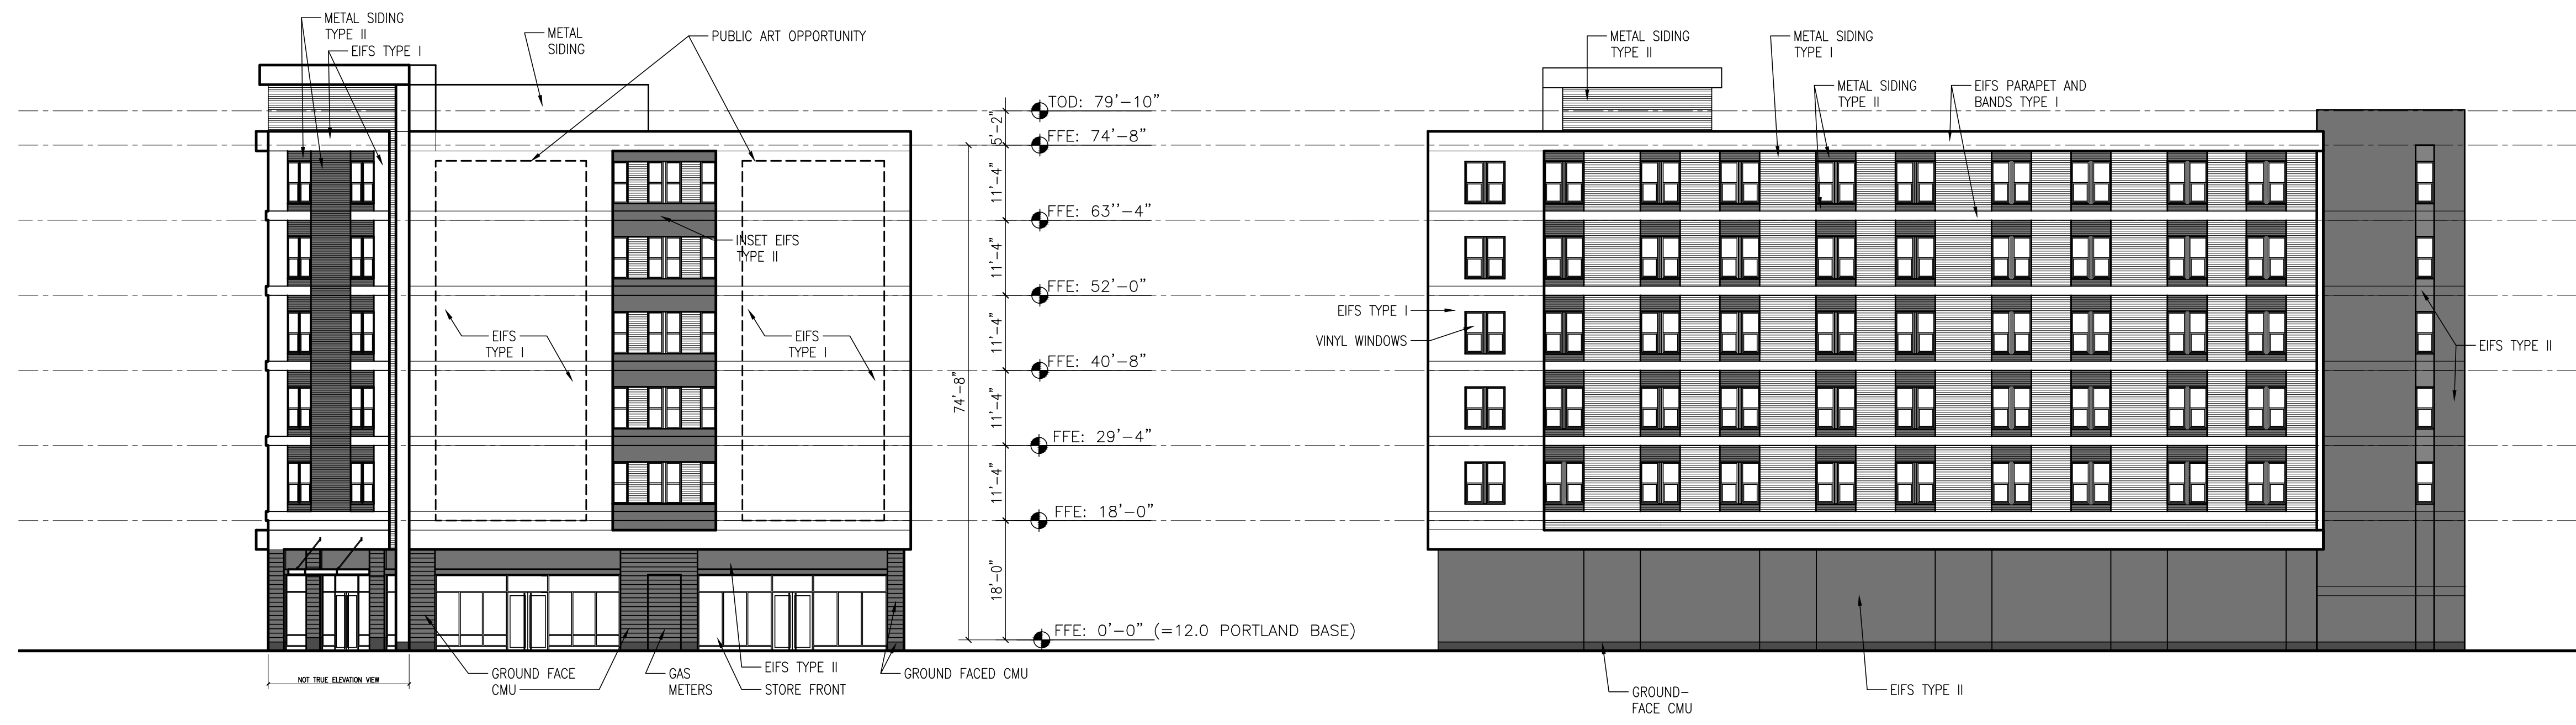 METAL SIDING
TYPE II
EIFS TYPE I
METAL
SIDING
PUBLIC ART OPPORTUNITY
METAL SIDING
TYPE II
METAL SIDING
TYPE I
METAL SIDING
TYPE II
EIFS PARAPET AND
BANDS TYPE I
TOD: 79'-10"
5'-2"
FFE: 74'-8"
11'-4"
FFE: 63''-4"
INSET EIFS
TYPE II
11'-4"
FFE: 52'-0"
EIFS
TYPE I
EIFS
TYPE I
11'-4"
EIFS TYPE I
VINYL WINDOWS
EIFS TYPE II
FFE: 40'-8"
74'-8"
11'-4"
FFE: 29'-4"
11'-4"
FFE: 18'-0"
18'-0"
FFE: 0'-0" (=12.0 PORTLAND BASE)
NOT TRUE ELEVATION VIEW
GROUND FACE
CMU
GAS
METERS
EIFS TYPE II
STORE FRONT
GROUND FACED CMU
GROUND-
FACE CMU
EIFS TYPE II